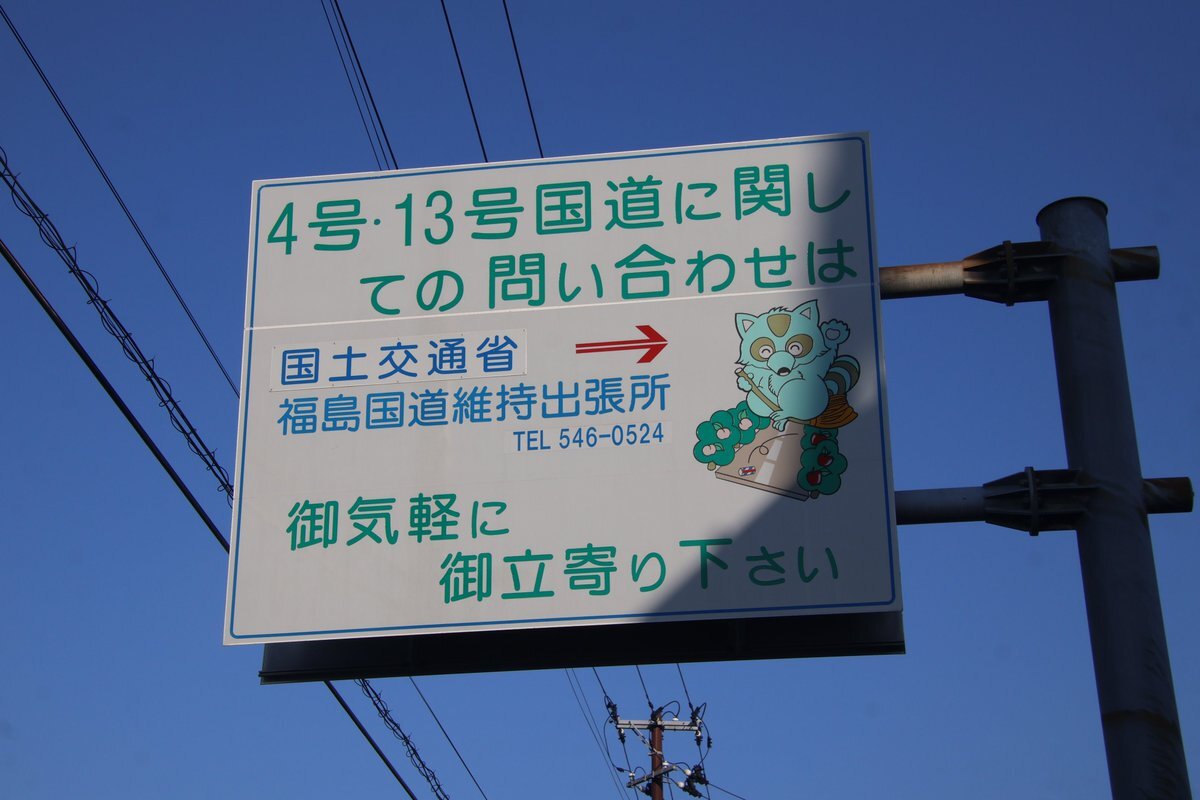 4号・13号国道に関し
ての問い合わせは
国土交通省
福島国道維持出張所
TEL 546-0524
御気軽に
御立寄り下さい